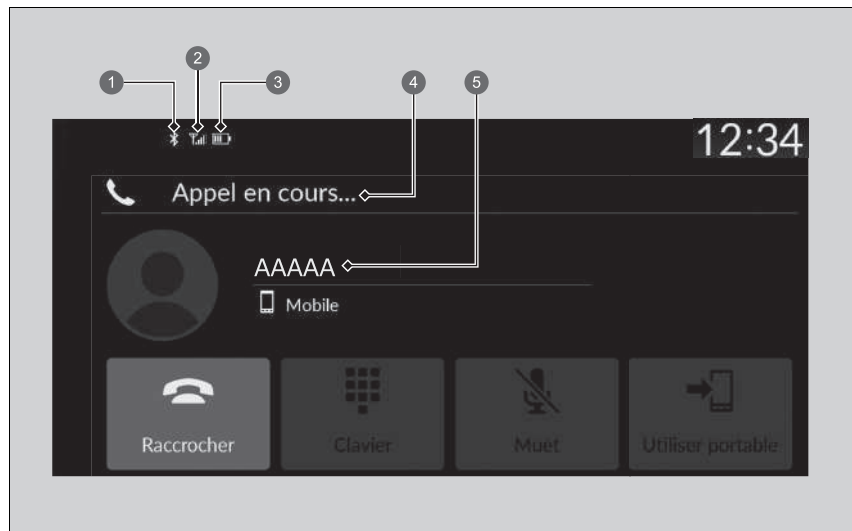 1 2 3 4 5
12:34
Appel en cours...
AAAAA
Mobile
Raccrocher Clavier Muet Utiliser portable